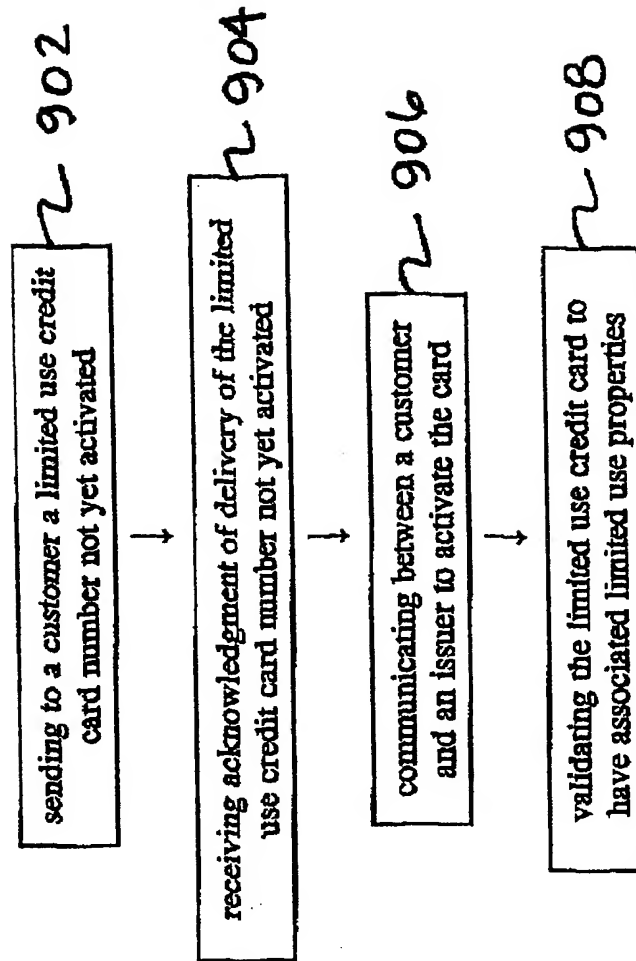 sending to a customer a limited use credit
card number not yet activated
902
receiving acknowledgment of delivery of the limited
use credit card number not yet activated
904
communicating between a customer
and an issuer to activate the card
906
validating the limited use credit card to
have associated limited use properties
908